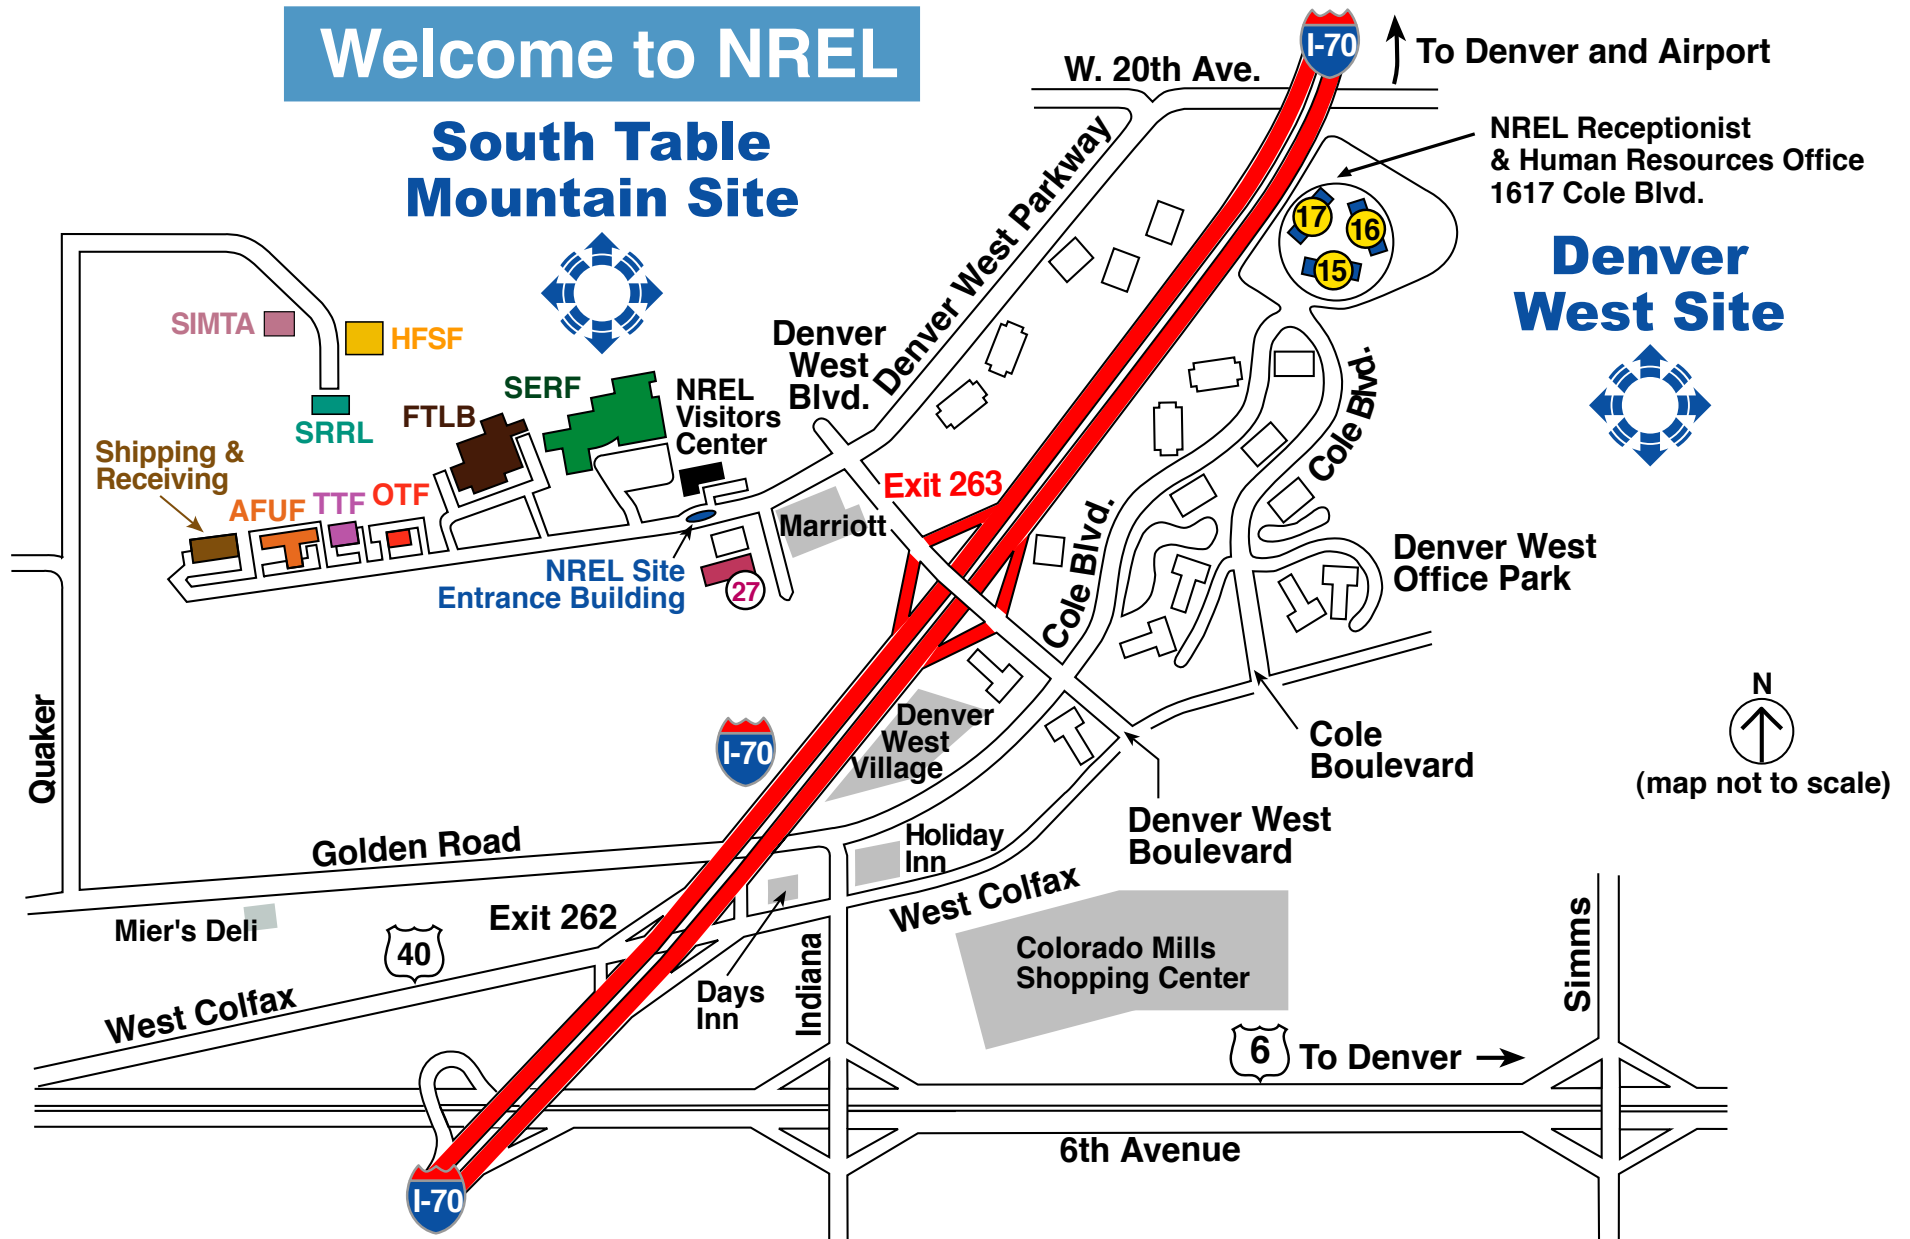 Welcome to NREL
South Table
Mountain Site
I-70
To Denver and Airport
W. 20th Ave.
NREL Receptionist
& Human Resources Office
1617 Cole Blvd.
Denver West Parkway
17
16
15
Denver
West Site
SIMTA
HFSF
SRRL
Denver
West
Blvd.
SERF
FTLB
NREL
Visitors
Center
Shipping &
Receiving
AFUF
TTF
OTF
Exit 263
Marriott
NREL Site
Entrance Building
27
Cole Blvd.
Cole Blvd.
Denver West
Office Park
Quaker
I-70
Denver
West
Village
Cole
Boulevard
N
(map not to scale)
Denver West
Boulevard
Golden Road
Holiday
Inn
Mier's Deli
Exit 262
40
West Colfax
West Colfax
Days
Inn
Indiana
Colorado Mills
Shopping Center
Simms
6
To Denver
6th Avenue
I-70